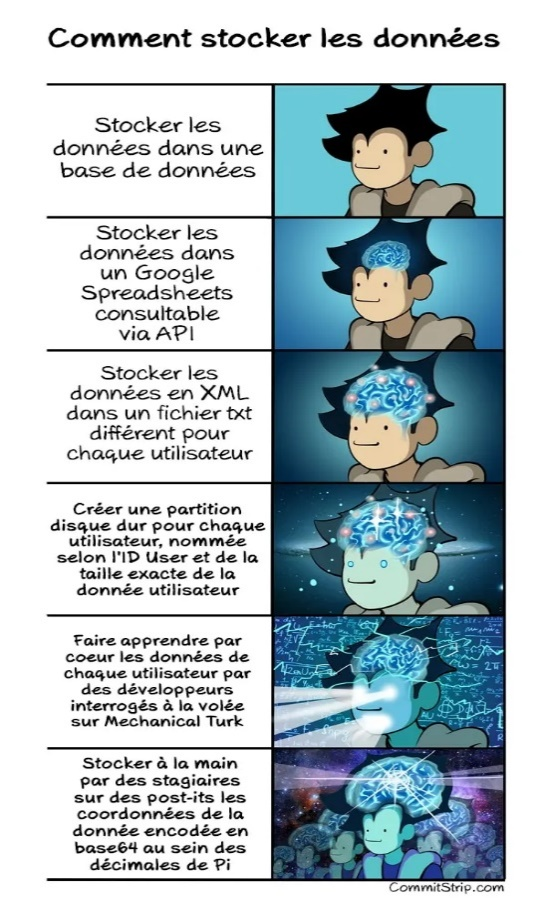 Comment stocker les données
Stocker les
données dans une
base de données
Stocker les
données dans
un Google
Spreadsheets
consultable
via API
Stocker les
données en XML
dans un fichier txt
différent pour
chaque utilisateur
Créer une partition
disque dur pour chaque
utilisateur, nommée
selon l'ID User et de la
taille exacte de la
donnée utilisateur
Faire apprendre par
coeur les données de
chaque utilisateur par
des développeurs
interrogés à la volée
sur Mechanical Turk
Stocker à la main
par des stagiaires
sur des post-its les
coordonnées de la
donnée encodée en
base64 au sein des
décimales de Pi
CommitStrip.com